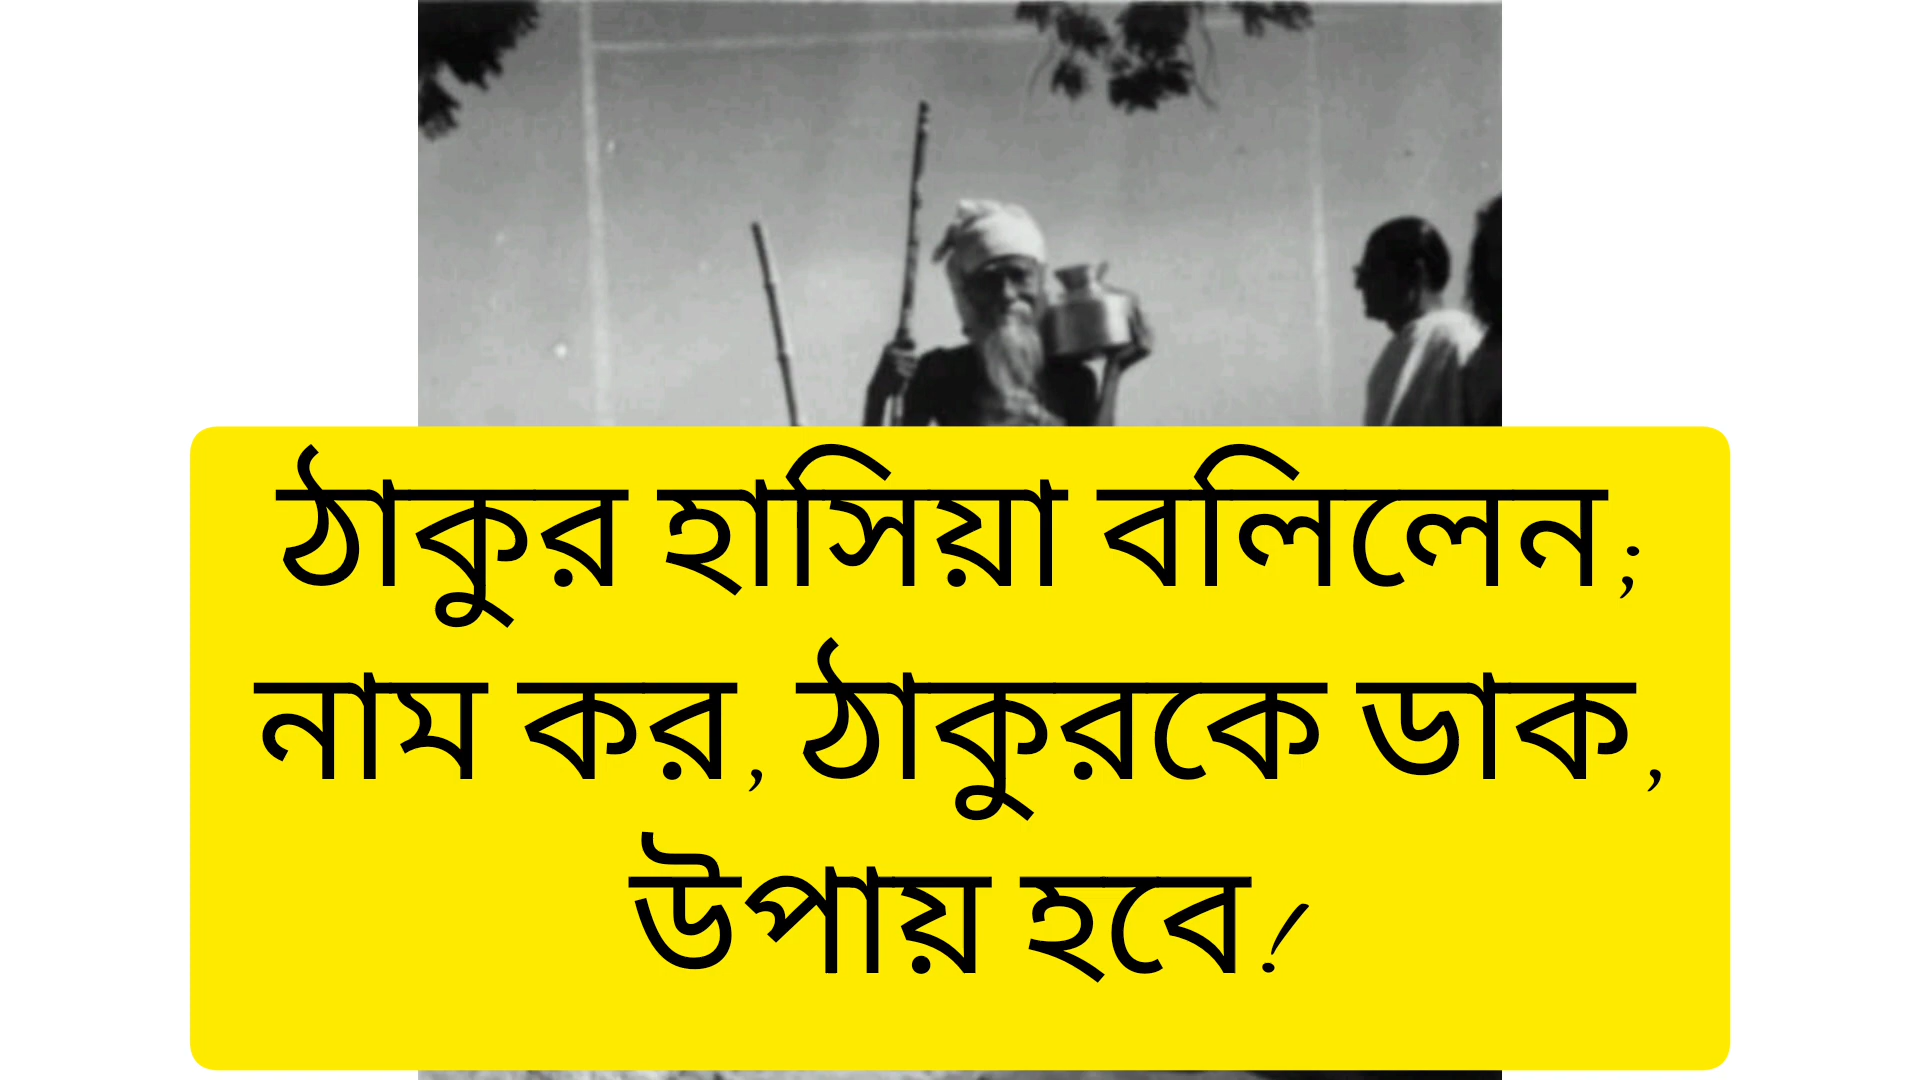 ঠাকুর হাসিয়া বলিলেন;
নাম কর, ঠাকুরকে ডাক,
উপায় হবে!